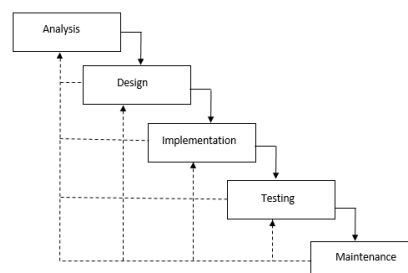 Analysis
Design
Implementation
Testing
Maintenance